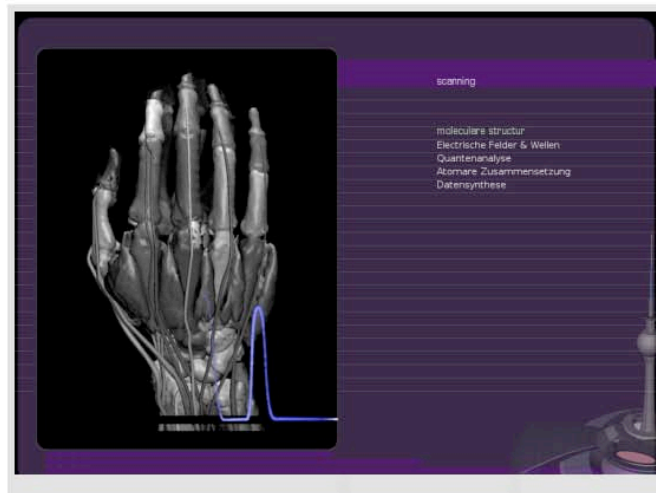 scanning
moleculare structur
Electrische Felder & Wellen
Quantenanalyse
Atomare Zusammensetzung
Datensynthese